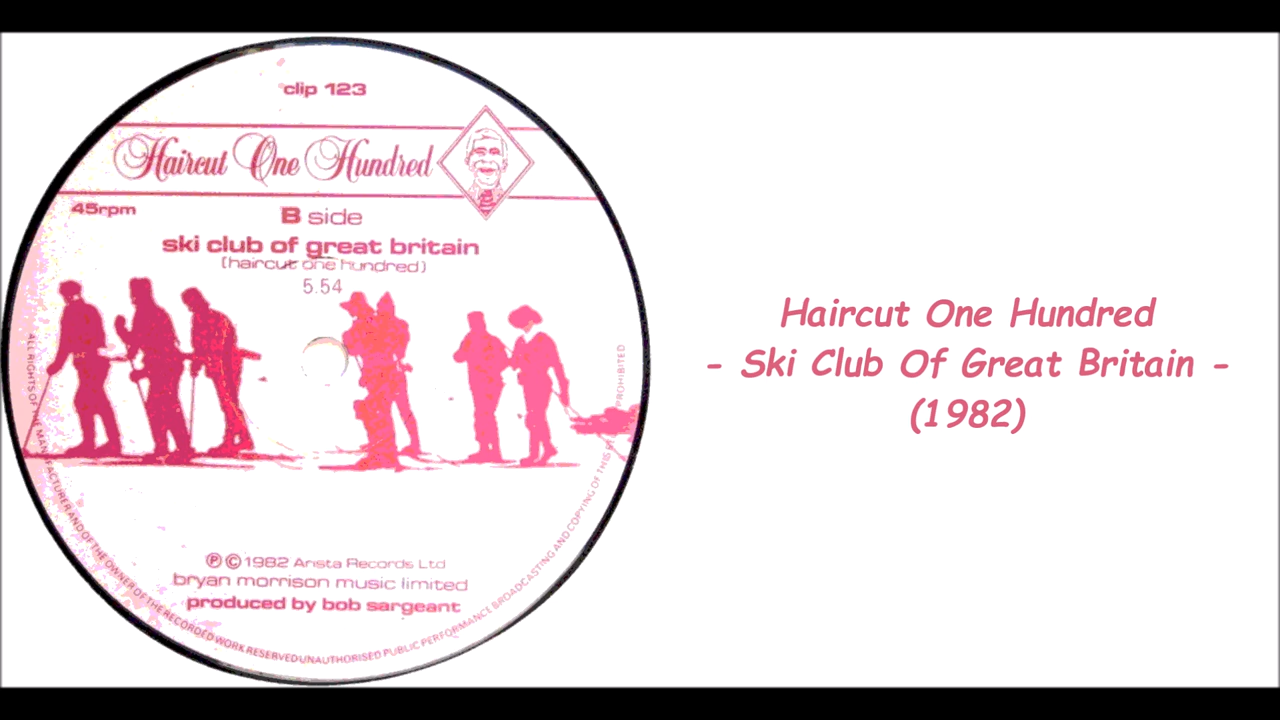 clip 123
Haircut One Hundred
45rpm
B side
ski club of great britain
(haircut one hundred)
5.54
Haircut One Hundred
- Ski Club Of Great Britain -
(1982)
Ⓟ Ⓒ 1982 Arista Records Ltd
bryan morrison music limited
produced by bob sargeant
ALL RIGHTS OF THE MANUFACTURER AND OF THE OWNER OF THE RECORDED WORK RESERVED UNAUTHORISED PUBLIC PERFORMANCE BROADCASTING AND COPYING OF THIS PROHIBITED